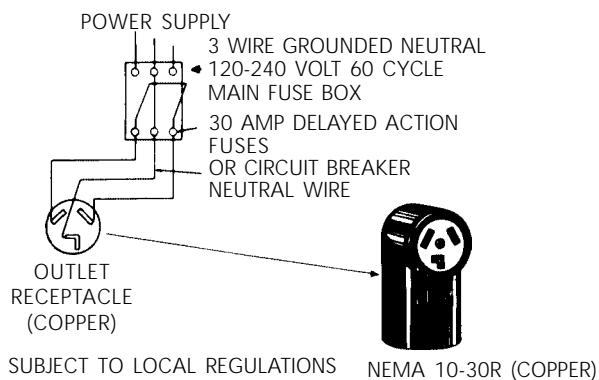 POWER SUPPLY
3 WIRE GROUNDED NEUTRAL
120-240 VOLT 60 CYCLE
MAIN FUSE BOX
30 AMP DELAYED ACTION
FUSES
OR CIRCUIT BREAKER
NEUTRAL WIRE
OUTLET
RECEPTACLE
(COPPER)
SUBJECT TO LOCAL REGULATIONS
NEMA 10-30R (COPPER)